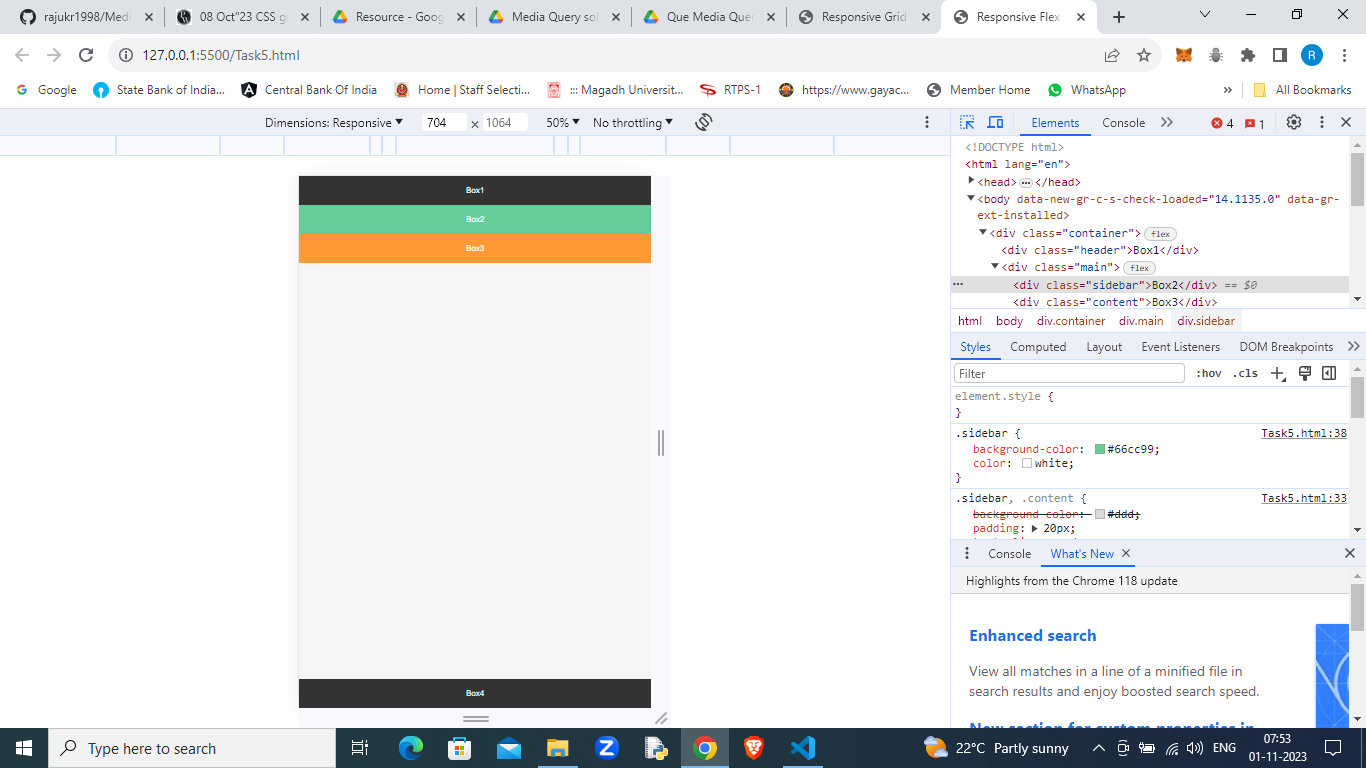 rajukr1998/Medi
08 Oct"23 CSS g
Resource - Goog
Media Query sol
Que Media Quer
Responsive Grid
Responsive Flex
127.0.0.1:5500/Task5.html
R
Google
State Bank of India...
Central Bank Of India
Home | Staff Selecti...
::: Magadh Universit...
RTPS-1
https://www.gayac...
Member Home
WhatsApp
»
All Bookmarks
Dimensions: Responsive
704
×
1064
50%
No throttling
Elements
Console
4
1
Box1
Box2
Box3
Box4
<!DOCTYPE html>
<html lang="en">
<head>
</head>
<body data-new-gr-c-s-check-loaded="14.1135.0" data-gr-
ext-installed>
<div class="container"> flex
<div class="header">Box1</div>
<div class="main"> flex
<div class="sidebar">Box2</div> == $0
<div class="content">Box3</div>
html body div.container div.main div.sidebar
Styles Computed Layout Event Listeners DOM Breakpoints
Filter
:hov .cls
element.style {
}
.sidebar {
Task5.html:38
background-color: #66cc99;
color: white;
}
.sidebar, .content {
Task5.html:33
background-color: #ddd;
padding: 20px;
Console What's New
Highlights from the Chrome 118 update
Enhanced search
View all matches in a line of a minified file in
search results and enjoy boosted search speed.
New section for custom properties in
Type here to search
22°C Partly sunny
ENG
07:53
01-11-2023